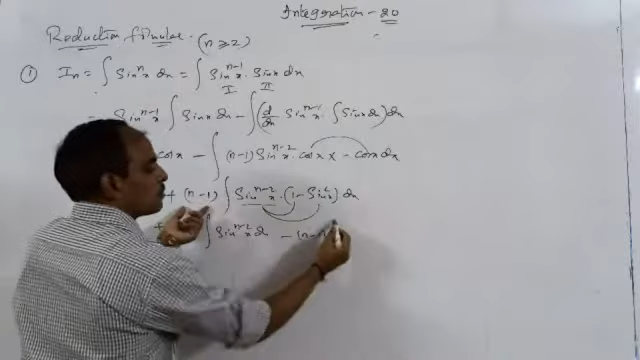 Integration - 20
Reduction formulae. (n ≥ 2)
① Iₙ = ∫ Sinⁿx dx = ∫ Sinⁿ⁻¹x · Sinx dx
I II
Sinⁿ⁻¹x ∫ Sinx dx - ∫ (d/dx Sinⁿ⁻¹x · ∫ Sinx dx) dx
cosx - ∫ (n-1) Sinⁿ⁻²x · cosx x - cosx dx
+ (n-1) ∫ Sinⁿ⁻²x · (1 - Sin²x) dx
+ ∫ Sinⁿ⁻²x dx - (n-1)